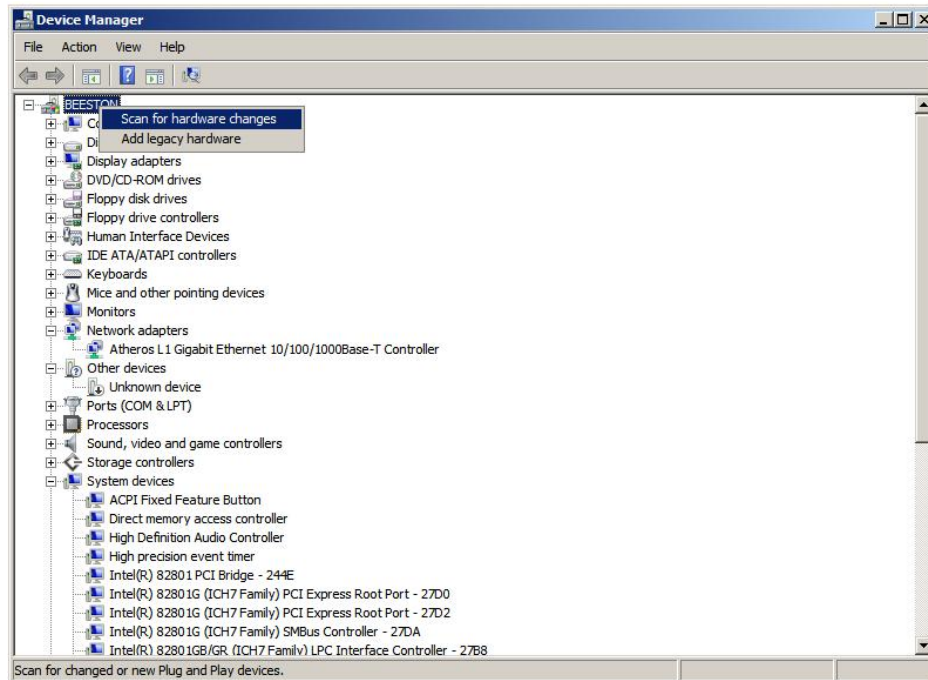 Device Manager
File Action View Help
BEESTON
Scan for hardware changes
Add legacy hardware
Display adapters
DVD/CD-ROM drives
Floppy disk drives
Floppy drive controllers
Human Interface Devices
IDE ATA/ATAPI controllers
Keyboards
Mice and other pointing devices
Monitors
Network adapters
Atheros L1 Gigabit Ethernet 10/100/1000Base-T Controller
Other devices
Unknown device
Ports (COM & LPT)
Processors
Sound, video and game controllers
Storage controllers
System devices
ACPI Fixed Feature Button
Direct memory access controller
High Definition Audio Controller
High precision event timer
Intel(R) 82801 PCI Bridge - 244E
Intel(R) 82801G (ICH7 Family) PCI Express Root Port - 27D0
Intel(R) 82801G (ICH7 Family) PCI Express Root Port - 27D2
Intel(R) 82801G (ICH7 Family) SMBus Controller - 27DA
Intel(R) 82801GB/GR (ICH7 Family) LPC Interface Controller - 27B8
Scan for changed or new Plug and Play devices.